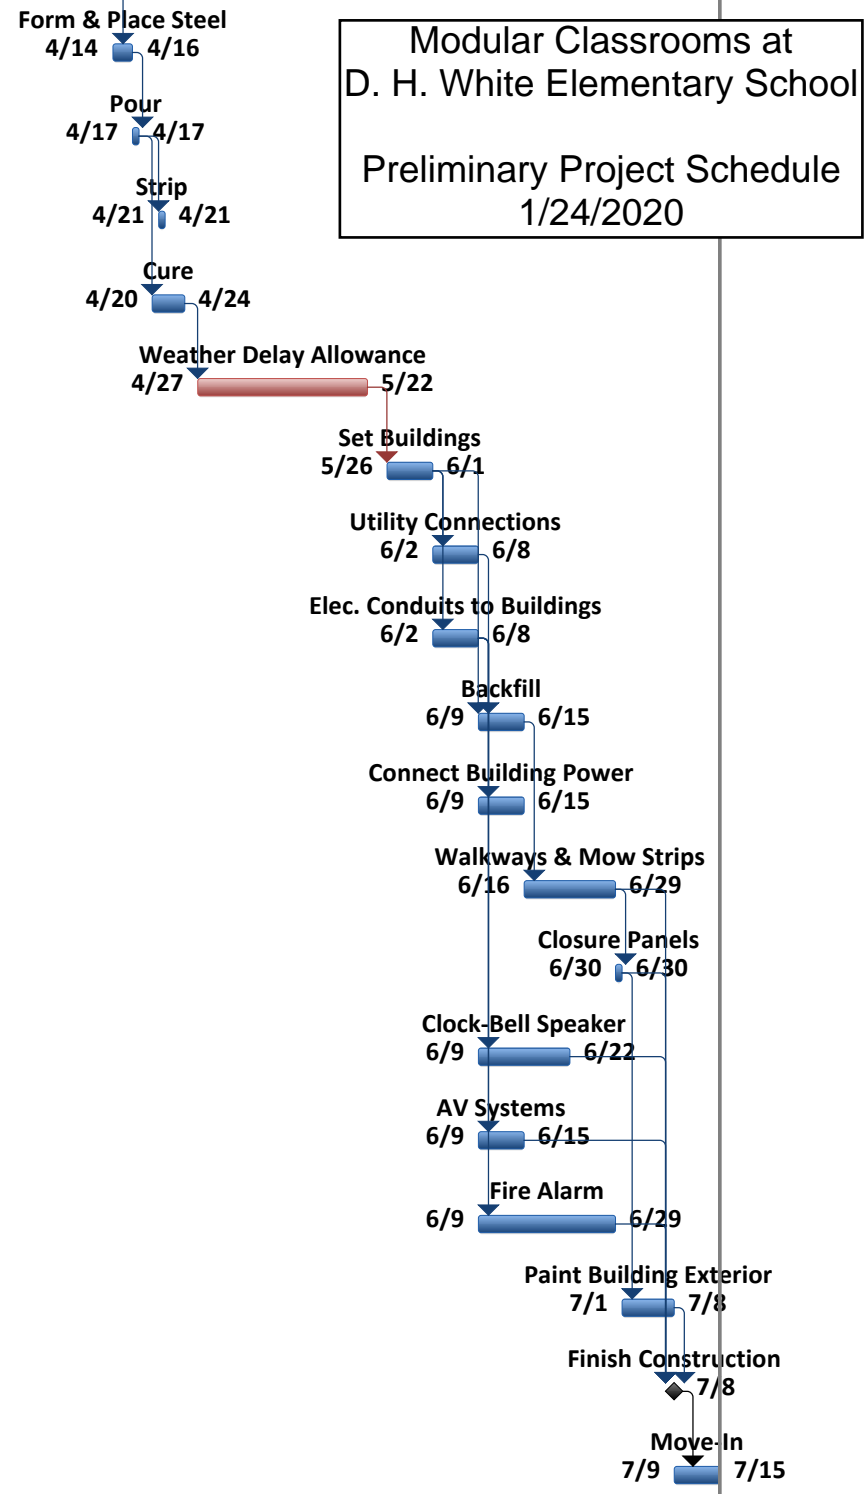 Modular Classrooms at
D. H. White Elementary School
Preliminary Project Schedule
1/24/2020
Form & Place Steel
4/14 4/16
Pour
4/17 4/17
Strip
4/21 4/21
Cure
4/20 4/24
Weather Delay Allowance
4/27 5/22
Set Buildings
5/26 6/1
Utility Connections
6/2 6/8
Elec. Conduits to Buildings
6/2 6/8
Backfill
6/9 6/15
Connect Building Power
6/9 6/15
Walkways & Mow Strips
6/16 6/29
Closure Panels
6/30 6/30
Clock-Bell Speaker
6/9 6/22
AV Systems
6/9 6/15
Fire Alarm
6/9 6/29
Paint Building Exterior
7/1 7/8
Finish Construction
7/8
Move-In
7/9 7/15